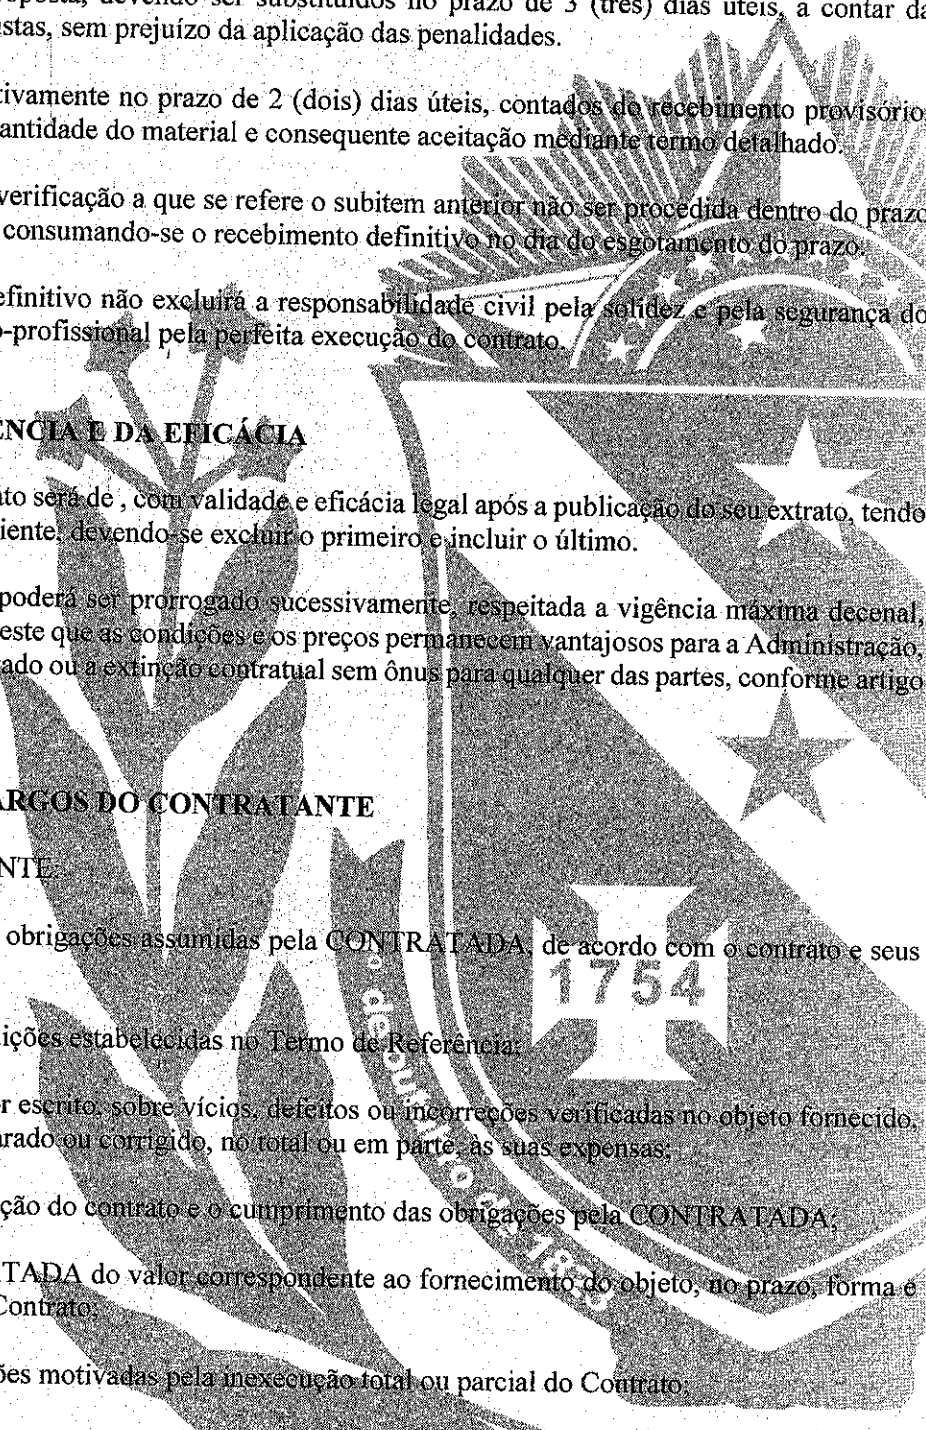 oposta, devendo ser substituídos no prazo de 3 (três) dias úteis, a contar da
stas, sem prejuízo da aplicação das penalidades.
tivamente no prazo de 2 (dois) dias úteis, contados do recebimento provisório
antidade do material e consequente aceitação mediante termo detalhado.
verificação a que se refere o subitem anterior não ser procedida dentro do prazo
consumando-se o recebimento definitivo no dia do esgotamento do prazo.
efinitivo não excluirá a responsabilidade civil pela solidez e pela segurança do
o-profissional pela perfeita execução do contrato.
ÊNCIA E DA EFICÁCIA
ato será de , com validade e eficácia legal após a publicação do seu extrato, tendo
iente, devendo-se excluir o primeiro e incluir o último.
poderá ser prorrogado sucessivamente, respeitada a vigência máxima decenal,
este que as condições e os preços permanecem vantajosos para a Administração,
ado ou a extinção contratual sem ônus para qualquer das partes, conforme artigo
ARGOS DO CONTRATANTE
NTE:
obrigações assumidas pela CONTRATADA, de acordo com o contrato e seus
1754
ições estabelecidas no Termo de Referência;
r escrito, sobre vícios, defeitos ou incorreções verificadas no objeto fornecido,
arado ou corrigido, no total ou em parte, às suas expensas;
ção do contrato e o cumprimento das obrigações pela CONTRATADA;
TADA do valor correspondente ao fornecimento do objeto, no prazo, forma e
Contrato;
ões motivadas pela inexecução total ou parcial do Contrato;
o de outubro de 18